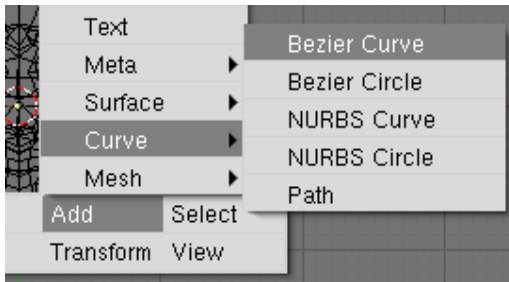 Text
Meta
Surface
Curve
Mesh
Add Select
Transform View
Bezier Curve
Bezier Circle
NURBS Curve
NURBS Circle
Path